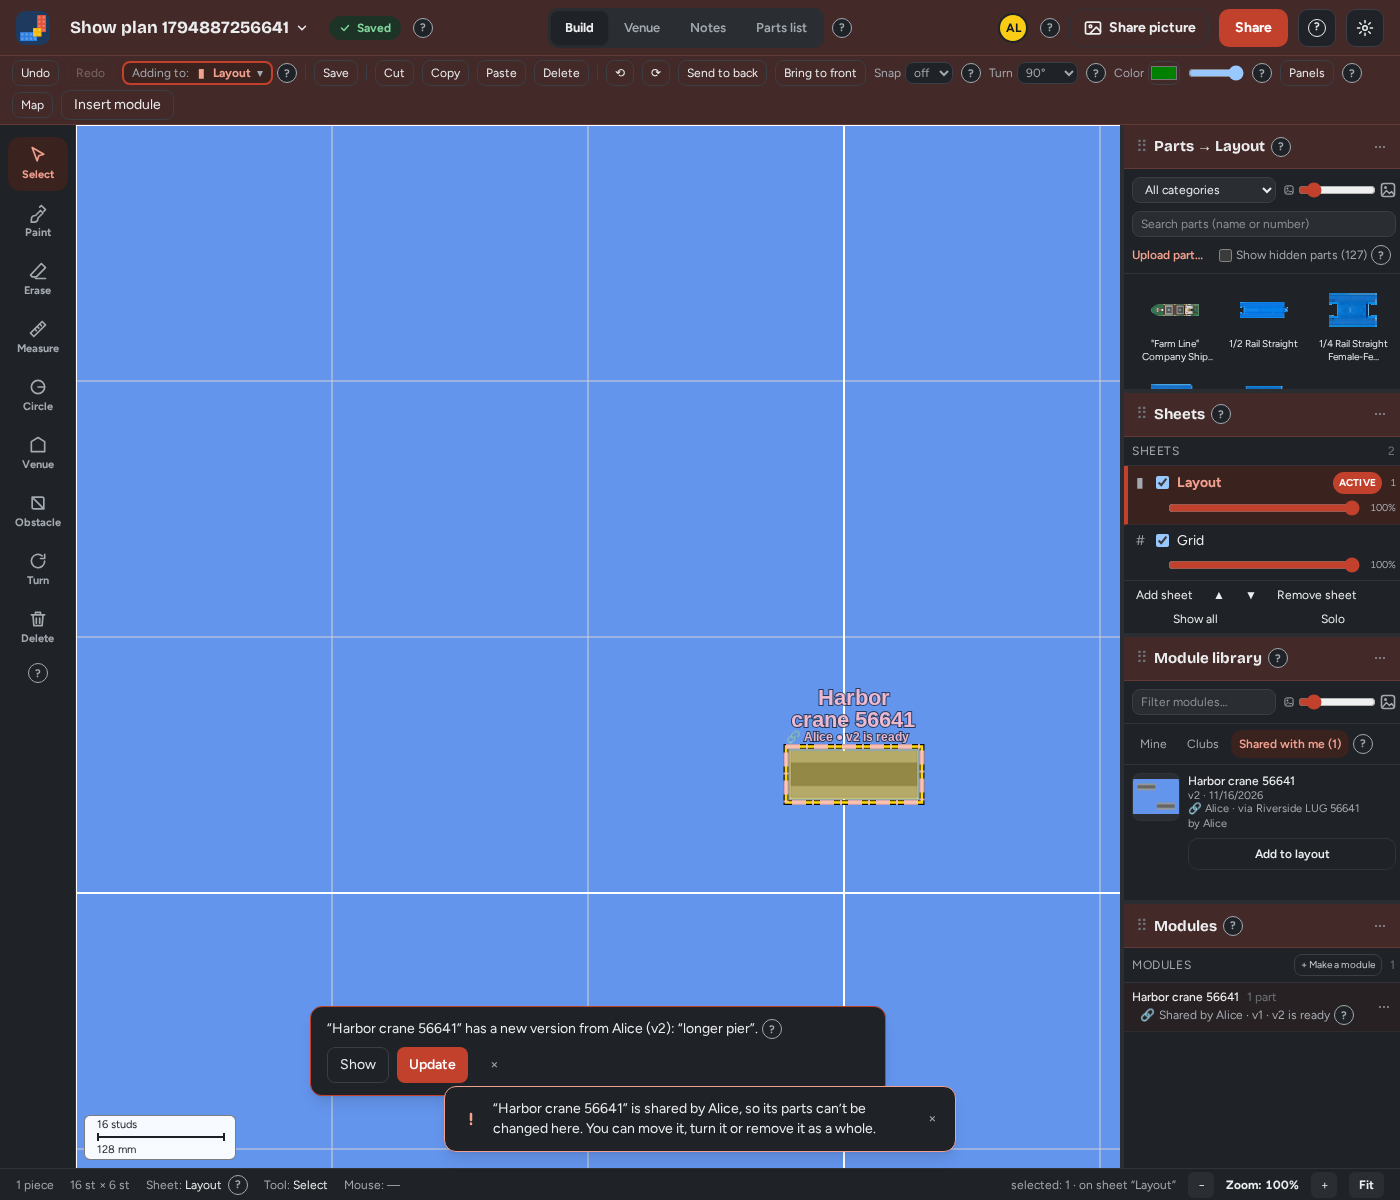 Show plan 1794887256641
Saved
?
Build
Venue
Notes
Parts list
?
AL
?
Share picture
Share
?
Undo
Redo
Adding to: Layout
?
Save
Cut
Copy
Paste
Delete
Send to back
Bring to front
Snap off
?
Turn 90°
?
Color
?
Panels
?
Map
Insert module
Select
Paint
Erase
Measure
Circle
Venue
Obstacle
Turn
Delete
?
Harbor
crane 56641
Alice • v2 is ready
“Harbor crane 56641” has a new version from Alice (v2): “longer pier”. ?
Show
Update
×
! “Harbor crane 56641” is shared by Alice, so its parts can’t be
changed here. You can move it, turn it or remove it as a whole.
×
16 studs
128 mm
Parts → Layout ?
All categories
Search parts (name or number)
Upload part...
Show hidden parts (127) ?
"Farm Line"
Company Ship...
1/2 Rail Straight
1/4 Rail Straight
Female-Fe...
Sheets ?
SHEETS 2
Layout ACTIVE 1
100%
# Grid
100%
Add sheet ▲ ▼ Remove sheet
Show all
Solo
Module library ?
Filter modules...
Mine
Clubs
Shared with me (1)
?
Harbor crane 56641
v2 · 11/16/2026
Alice · via Riverside LUG 56641
by Alice
Add to layout
Modules ?
MODULES
+ Make a module
1
Harbor crane 56641 1 part
Shared by Alice · v1 · v2 is ready ?
1 piece
16 st × 6 st
Sheet: Layout ?
Tool: Select
Mouse: —
selected: 1 · on sheet “Layout”
−
Zoom: 100%
+
Fit